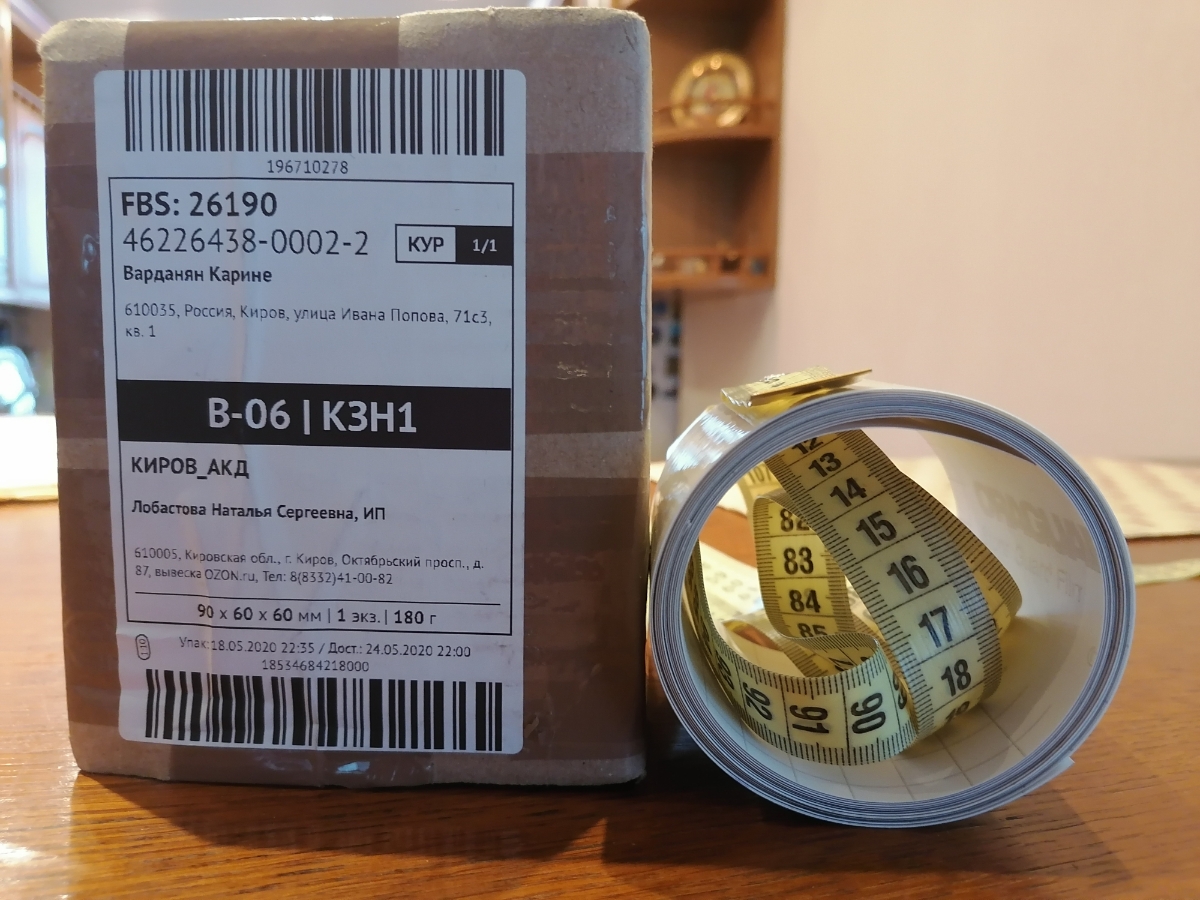 196710278
FBS: 26190
46226438-0002-2
КУР 1/1
Варданян Карине
610035, Россия, Киров, улица Ивана Попова, 71с3,
кв. 1
В-06 | КЗН1
КИРОВ_АКД
Лобастова Наталья Сергеевна, ИП
610005, Кировская обл., г. Киров, Октябрьский просп., д.
87, вывеска OZON.ru, Тел: 8(8332)41-00-82
90 x 60 x 60 мм | 1 экз. | 180 г
Упак:18.05.2020 22:35 / Дост.: 24.05.2020 22:00
18534684218000
12
13
14
15
16
17
18
82
83
84
85
92
91
90